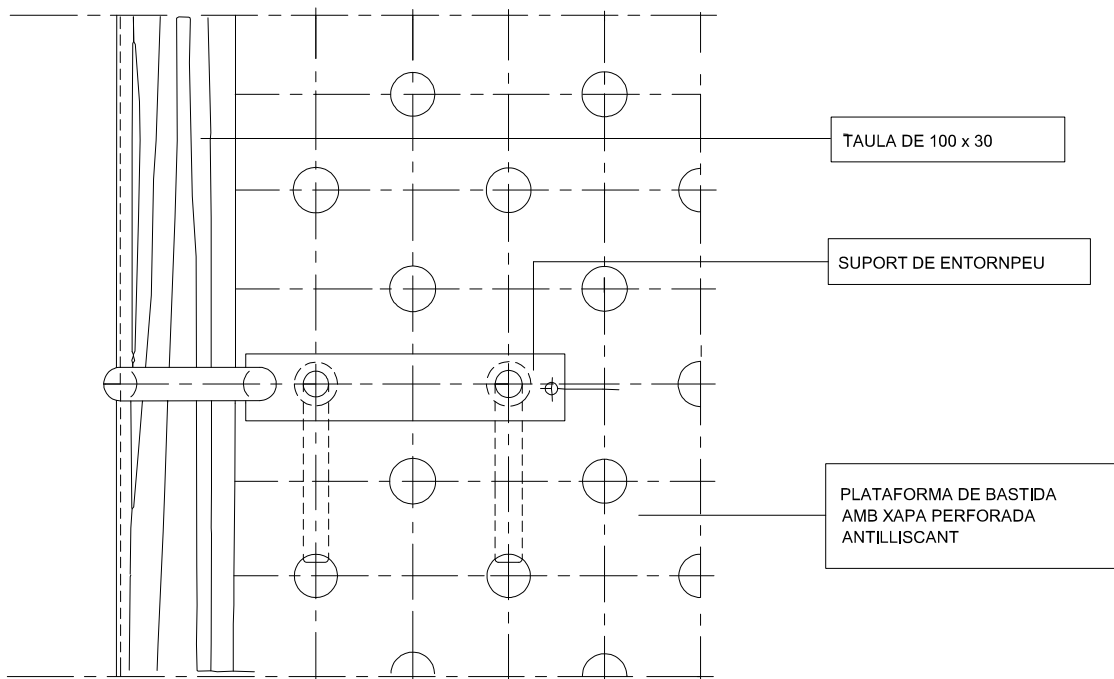 TAULA DE 100 x 30
SUPORT DE ENTORNPEU
PLATAFORMA DE BASTIDA
AMB XAPA PERFORADA
ANTILLISCANT